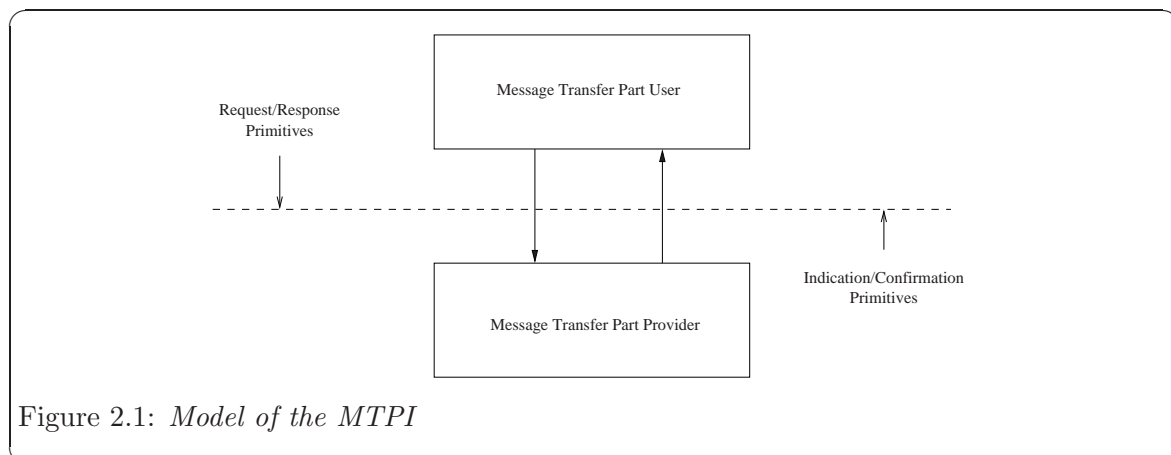 Message Transfer Part User
Request/Response
Primitives
Indication/Confirmation
Primitives
Message Transfer Part Provider
Figure 2.1: Model of the MTPI